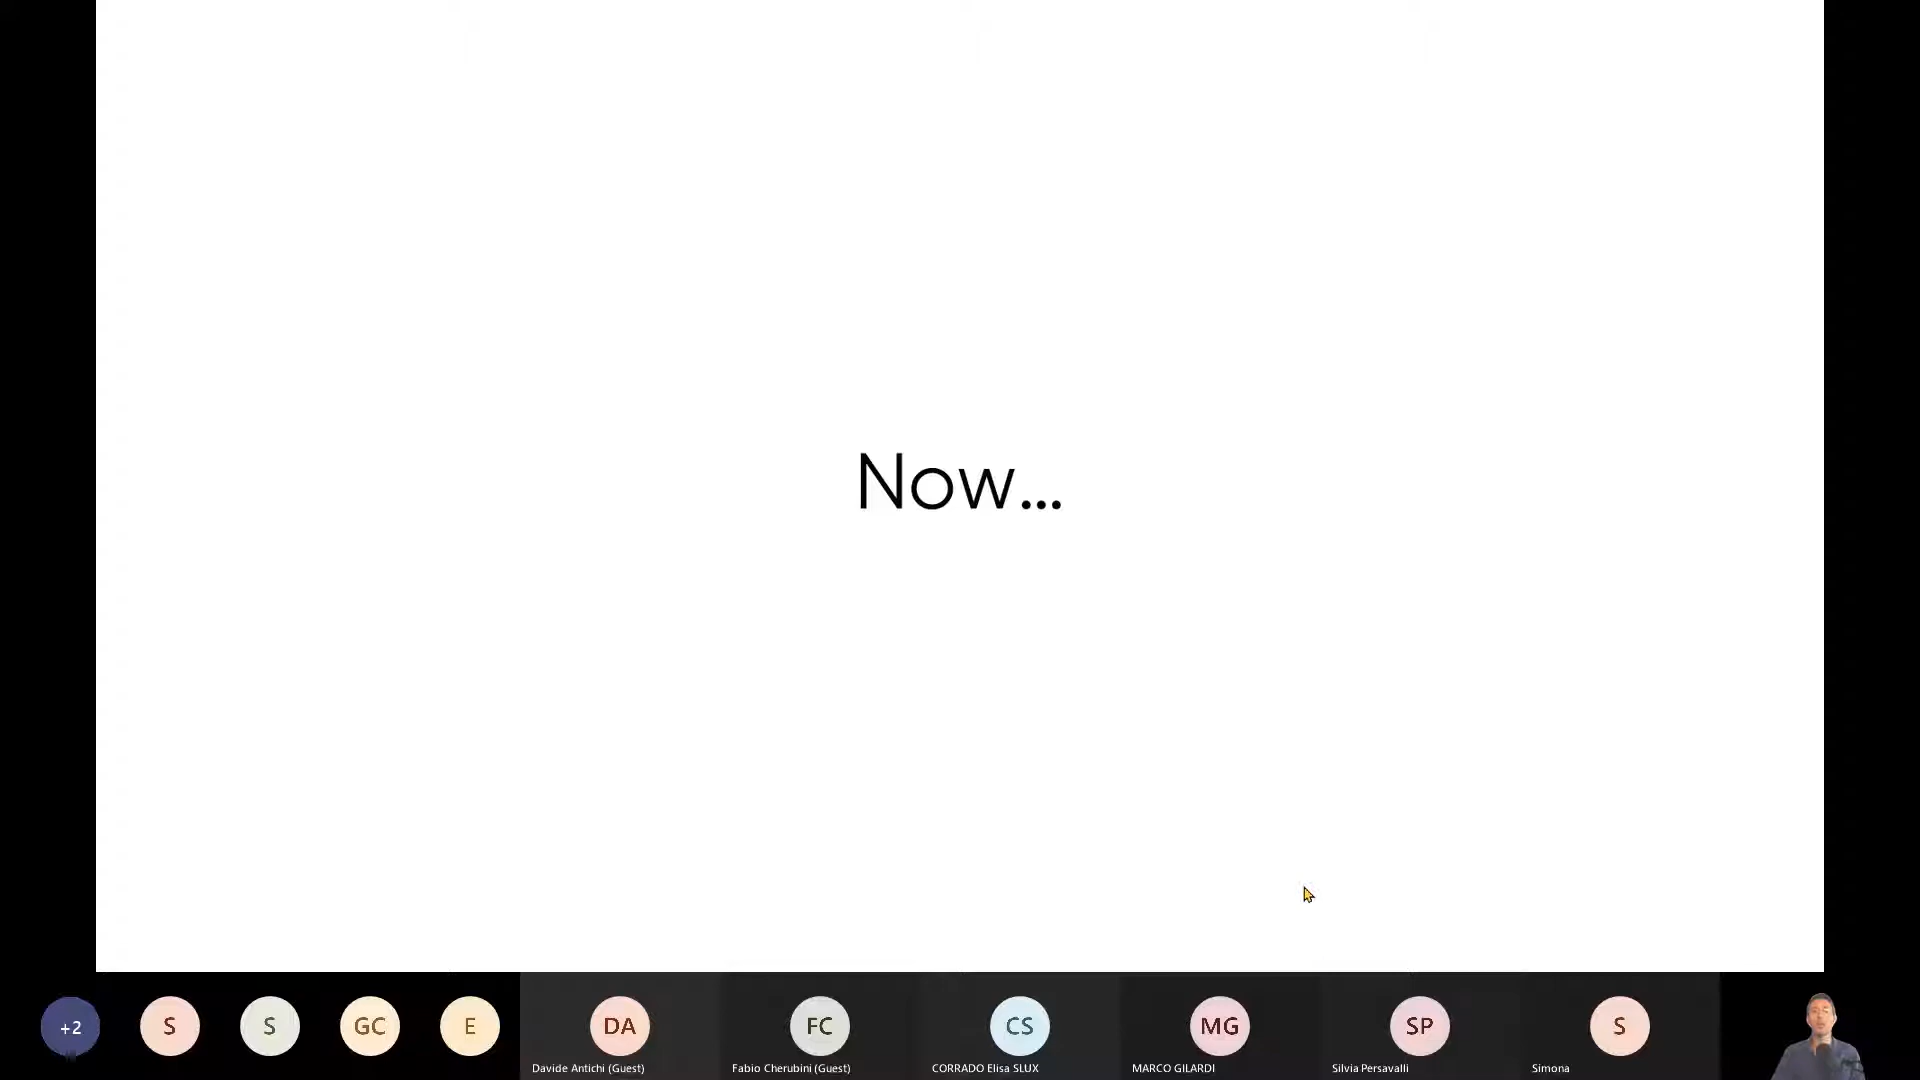 Now...
+2
S
S
GC
E
DA
FC
CS
MG
SP
S
Davide Antichi (Guest)
Fabio Cherubini (Guest)
CORRADO Elisa SLUX
MARCO GILARDI
Silvia Persavalli
Simona